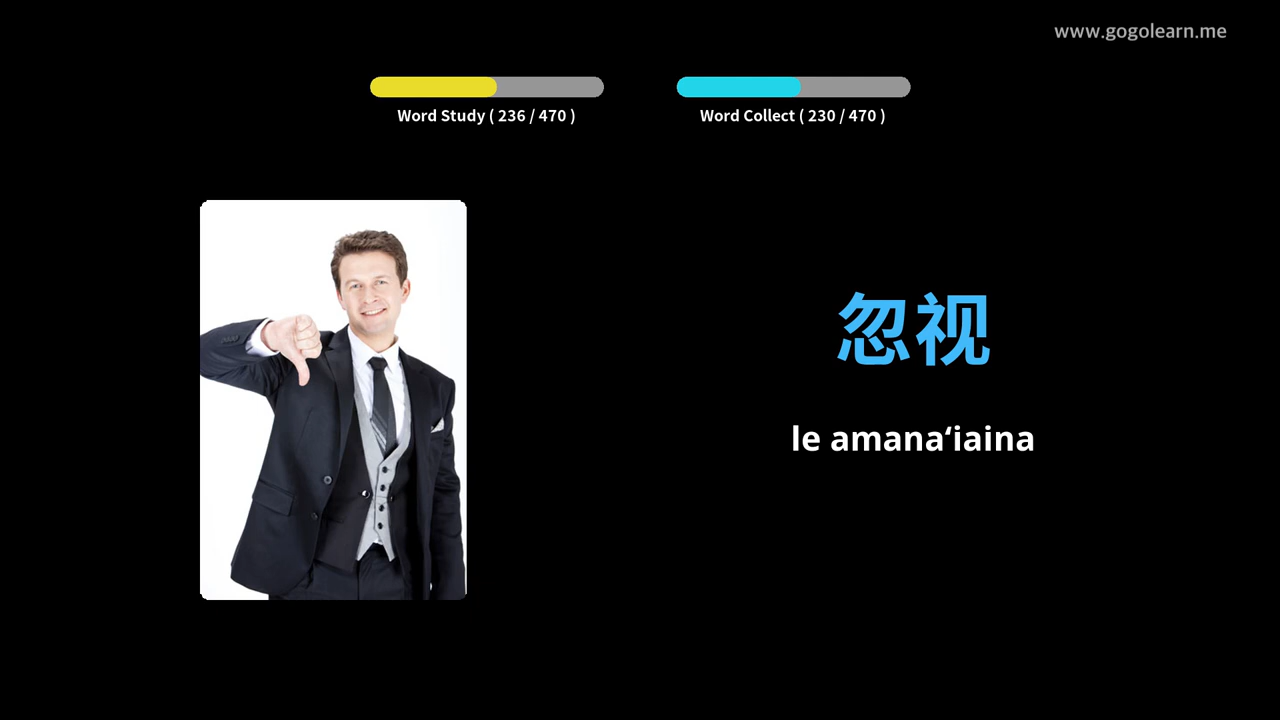 www.gogolearn.me
Word Study ( 236 / 470 )
Word Collect ( 230 / 470 )
忽视
le amanaʻiaina